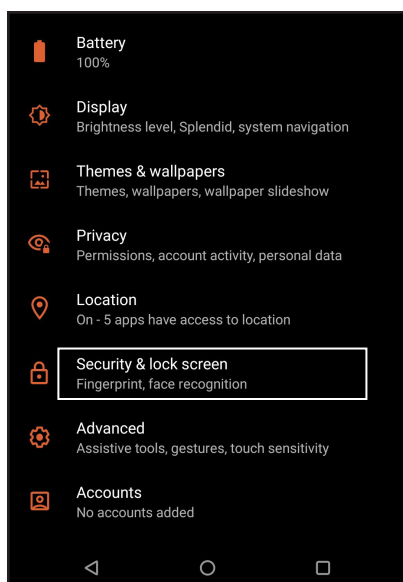 Battery
100%
Display
Brightness level, Splendid, system navigation
Themes & wallpapers
Themes, wallpapers, wallpaper slideshow
Privacy
Permissions, account activity, personal data
Location
On - 5 apps have access to location
Security & lock screen
Fingerprint, face recognition
Advanced
Assistive tools, gestures, touch sensitivity
Accounts
No accounts added